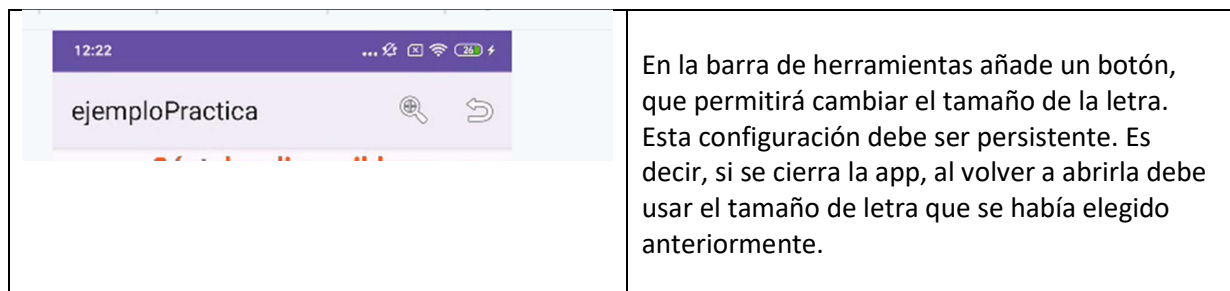 12:22
26
ejemploPractica
En la barra de herramientas añade un botón,
que permitirá cambiar el tamaño de la letra.
Esta configuración debe ser persistente. Es
decir, si se cierra la app, al volver a abrirla debe
usar el tamaño de letra que se había elegido
anteriormente.